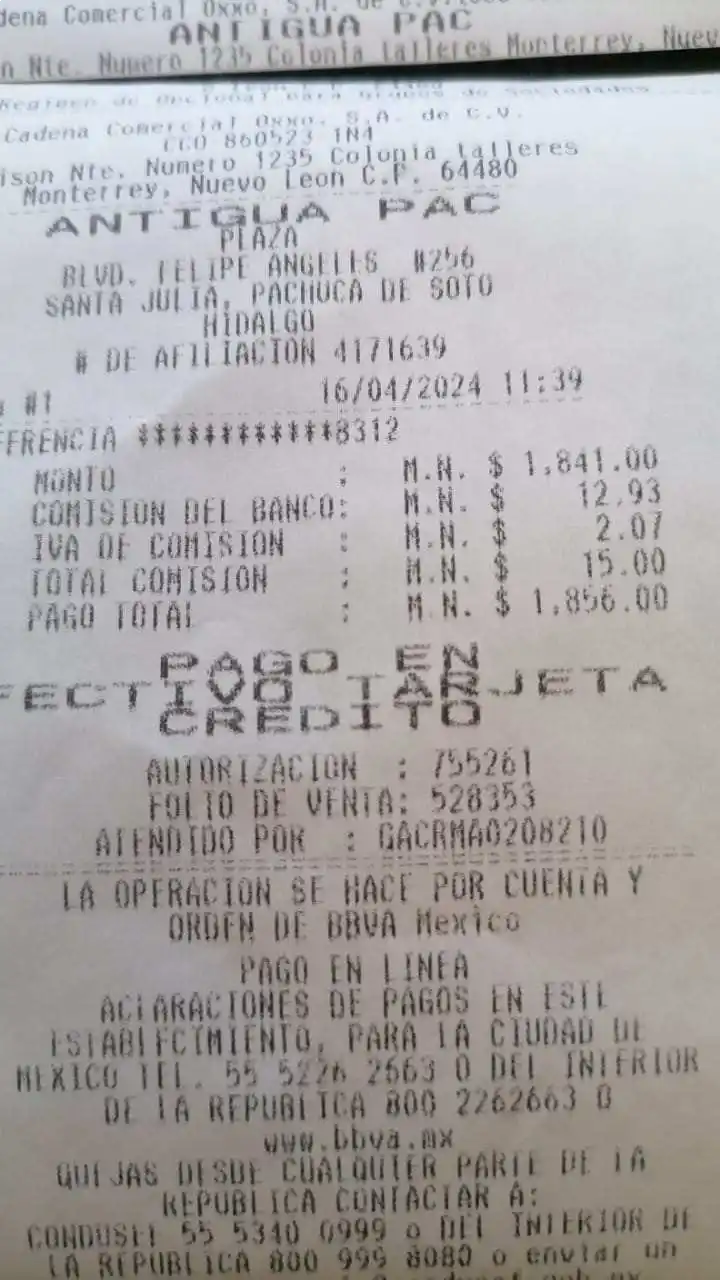 dena Comercial Oxxo, S.A. de C.V.
ANTIGUA PAC
n Nte. Numero 1235 Colonia talleres Monterrey, Nuev
Regimen de Opcional para Grupos de Sociedades
Cadena Comercial Oxxo, S.A. de C.V.
CCO 860523 1N4
ison Nte. Numero 1235 Colonia talleres
Monterrey, Nuevo Leon C.P. 64480
ANTIGUA PAC
PLAZA
BLVD. FELIPE ANGELES #256
SANTA JULIA, PACHUCA DE SOTO
HIDALGO
# DE AFILIACION 4171639
#1 16/04/2024 11:39
FERENCIA ************8312
MONTO : M.N. $ 1,841.00
COMISION DEL BANCO: M.N. $ 12.93
IVA DE COMISION : M.N. $ 2.07
TOTAL COMISION : M.N. $ 15.00
PAGO TOTAL : M.N. $ 1,856.00
PAGO EN
FECTIVO TARJETA
CREDITO
AUTORIZACION : 755261
FOLIO DE VENTA: 528353
ATENDIDO POR : GACRMA0208210
LA OPERACION SE HACE POR CUENTA Y
ORDEN DE BBVA Mexico
PAGO EN LINEA
ACLARACIONES DE PAGOS EN ESTE
ESTABLECIMIENTO, PARA LA CIUDAD DE
MEXICO TEL. 55 5226 2663 O DEL INTERIOR
DE LA REPUBLICA 800 2262663 O
www.bbva.mx
QUEJAS DESDE CUALQUIER PARTE DE LA
REPUBLICA CONTACTAR A:
CONDUSEF 55 5340 0999 o DEL INTERIOR DE
LA REPUBLICA 800 999 8080 o enviar un